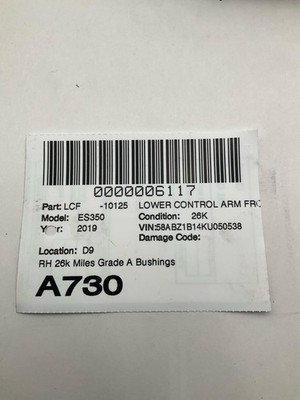 0000006117
Part: LCF -10125 LOWER CONTROL ARM FRO
Model: ES350 Condition: 26K
Year: 2019 VIN:58ABZ1B14KU050538
Damage Code:
Location: D9
RH 26k Miles Grade A Bushings
A730